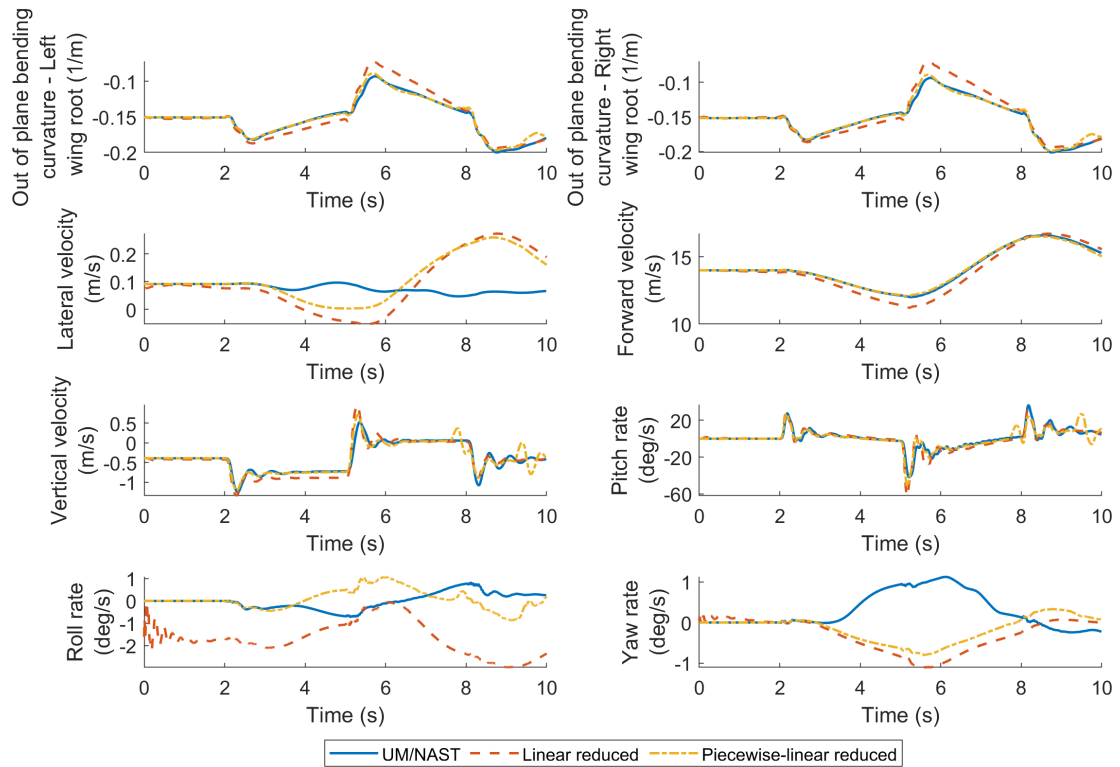 Out of plane bending
curvature - Left
wing root (1/m)
-0.1
-0.15
-0.2
0 2 4 6 8 10
Time (s)
Out of plane bending
curvature - Right
wing root (1/m)
-0.1
-0.15
-0.2
0 2 4 6 8 10
Time (s)
Lateral velocity
(m/s)
0.2
0.1
0
0 2 4 6 8 10
Time (s)
Forward velocity
(m/s)
15
10
0 2 4 6 8 10
Time (s)
Vertical velocity
(m/s)
0.5
0
-0.5
-1
0 2 4 6 8 10
Time (s)
Pitch rate
(deg/s)
20
-20
-60
0 2 4 6 8 10
Time (s)
Roll rate
(deg/s)
1
0
-1
-2
0 2 4 6 8 10
Time (s)
Yaw rate
(deg/s)
1
0
-1
0 2 4 6 8 10
Time (s)
UM/NAST Linear reduced Piecewise-linear reduced